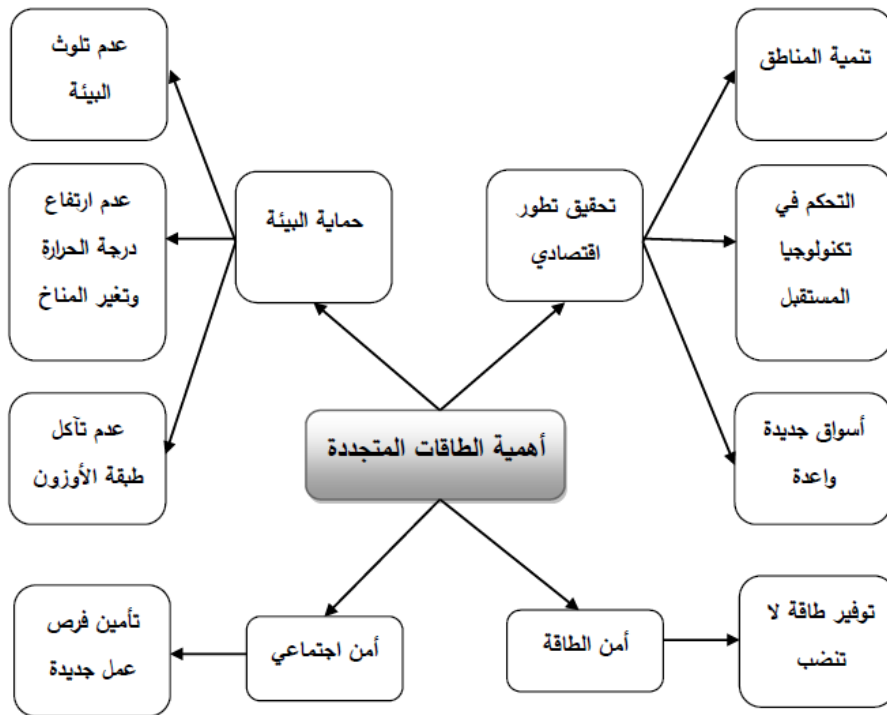 تنمية المناطق
عدم تلوث
البيئة
تحقيق تطور
اقتصادي
حماية البيئة
التحكم في
تكنولوجيا
المستقبل
عدم ارتفاع
درجة الحرارة
وتغير المناخ
أسواق جديدة
واعدة
أهمية الطاقات المتجددة
عدم تآكل
طبقة الأوزون
توفير طاقة لا
تنضب
أمن الطاقة
أمن اجتماعي
تأمين فرص
عمل جديدة